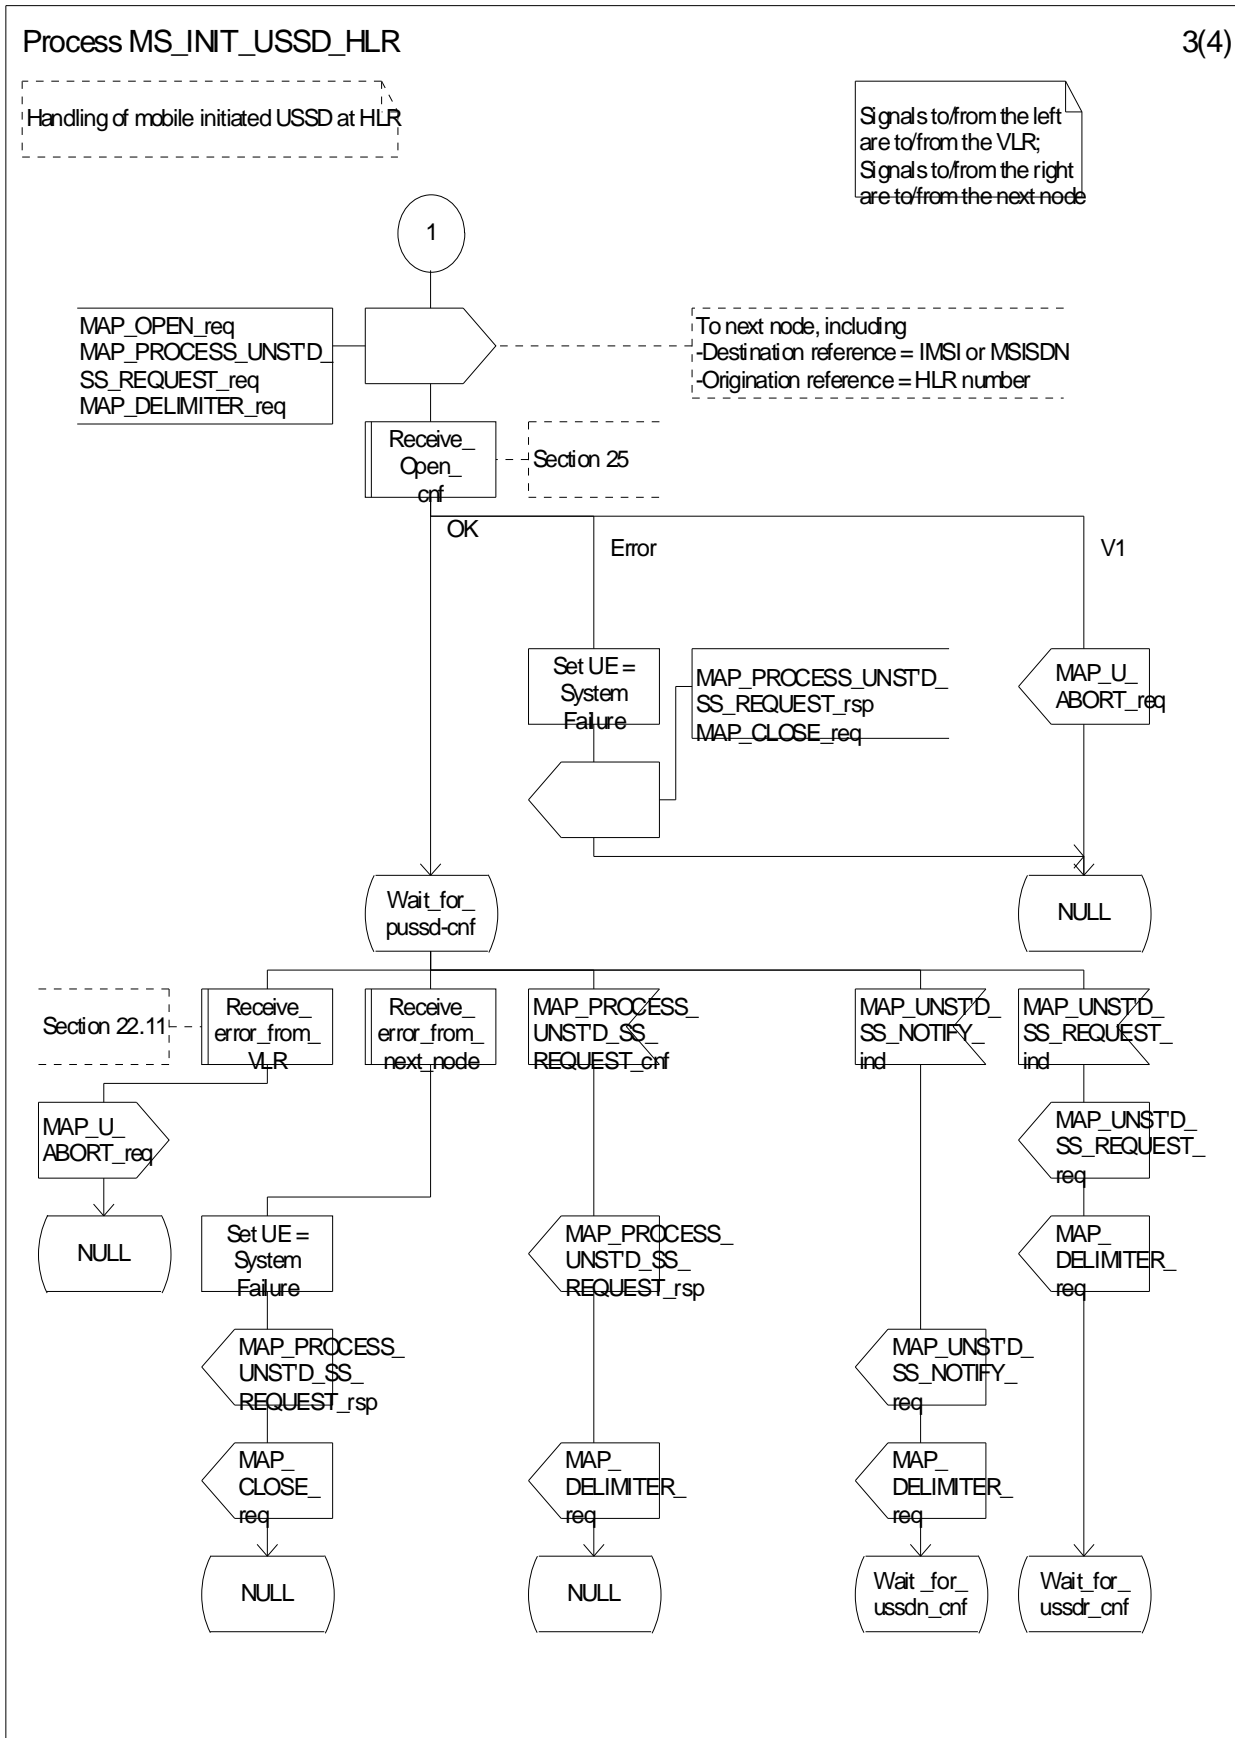 Process MS_INIT_USSD_HLR
3(4)
Handling of mobile initiated USSD at HLR
Signals to/from the left
are to/from the VLR;
Signals to/from the right
are to/from the next node
1
MAP_OPEN_req
MAP_PROCESS_UNST'D_
SS_REQUEST_req
MAP_DELIMITER_req
To next node, including
-Destination reference = IMSI or MSISDN
-Origination reference = HLR number
Receive_
Open_
cnf
Section 25
OK
Error
V1
Set UE =
System
Failure
MAP_PROCESS_UNST'D_
SS_REQUEST_rsp
MAP_CLOSE_req
MAP_U_
ABORT_req
Wait_for_
pussd-cnf
NULL
Section 22.11
Receive_
error_from_
VLR
Receive_
error_from_
next_node
MAP_PROCESS_
UNST'D_SS_
REQUEST_cnf
MAP_UNST'D_
SS_NOTIFY_
ind
MAP_UNST'D_
SS_REQUEST_
ind
MAP_U_
ABORT_req
MAP_UNST'D_
SS_REQUEST_
req
NULL
Set UE =
System
Failure
MAP_PROCESS_
UNST'D_SS_
REQUEST_rsp
MAP_
DELIMITER_
req
MAP_PROCESS_
UNST'D_SS_
REQUEST_rsp
MAP_UNST'D_
SS_NOTIFY_
req
MAP_
CLOSE_
req
MAP_
DELIMITER_
req
MAP_
DELIMITER_
req
NULL
NULL
Wait _for_
ussdn_cnf
Wait_for_
ussdr_cnf